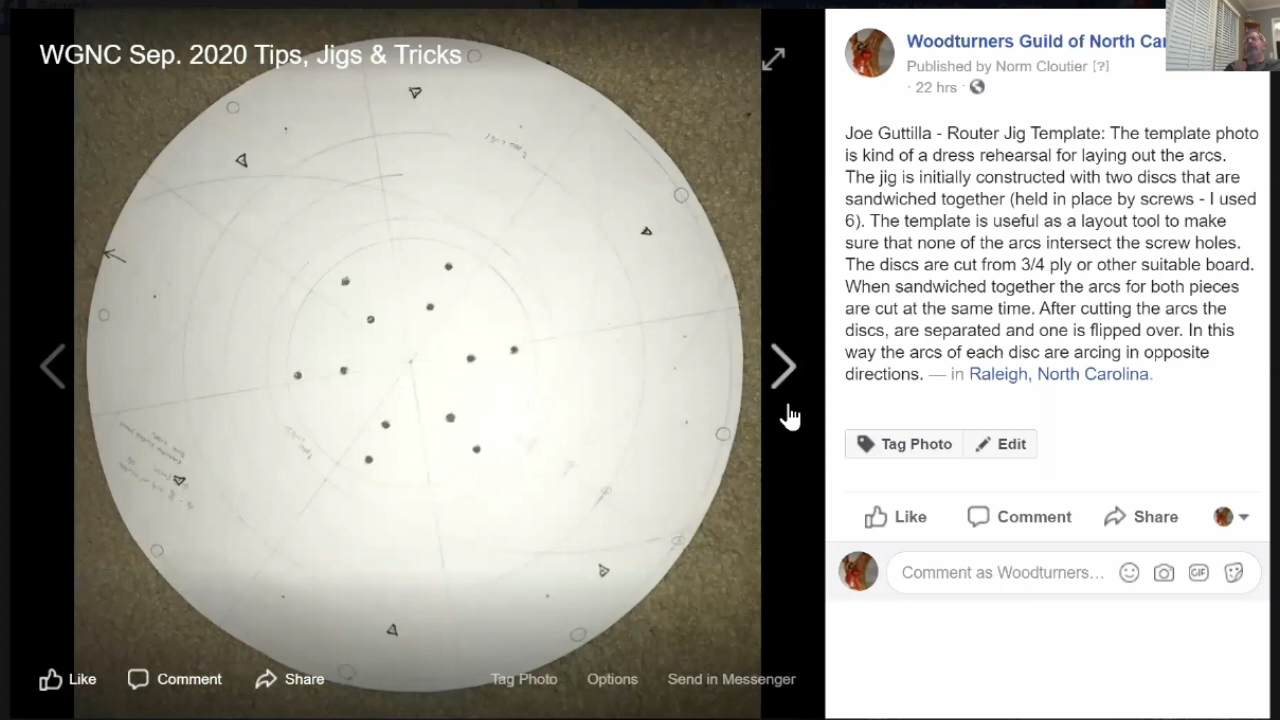 WGNC Sep. 2020 Tips, Jigs & Tricks
Woodturners Guild of North Car
Published by Norm Cloutier [?]
· 22 hrs ·
Joe Guttilla - Router Jig Template: The template photo
is kind of a dress rehearsal for laying out the arcs.
The jig is initially constructed with two discs that are
sandwiched together (held in place by screws - I used
6). The template is useful as a layout tool to make
sure that none of the arcs intersect the screw holes.
The discs are cut from 3/4 ply or other suitable board.
When sandwiched together the arcs for both pieces
are cut at the same time. After cutting the arcs the
discs, are separated and one is flipped over. In this
way the arcs of each disc are arcing in opposite
directions. — in Raleigh, North Carolina.
Tag Photo Edit
Like Comment Share
Comment as Woodturners... GIF
Like Comment Share Tag Photo Options Send in Messenger